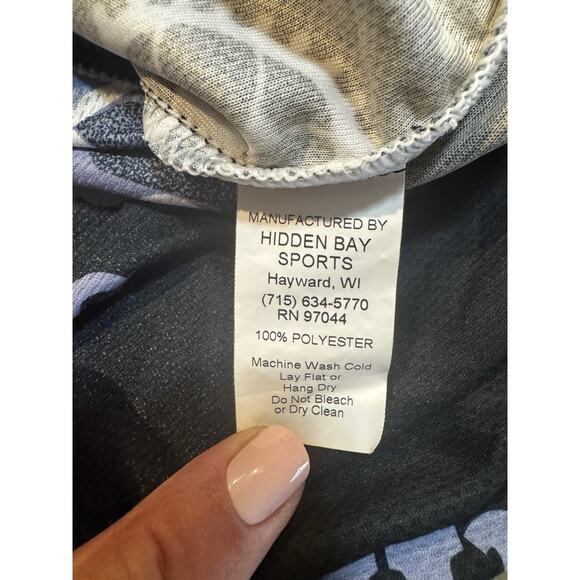 MANUFACTURED BY
HIDDEN BAY
SPORTS
Hayward, WI
(715) 634-5770
RN 97044
100% POLYESTER
Machine Wash Cold
Lay Flat or
Hang Dry
Do Not Bleach
or Dry Clean